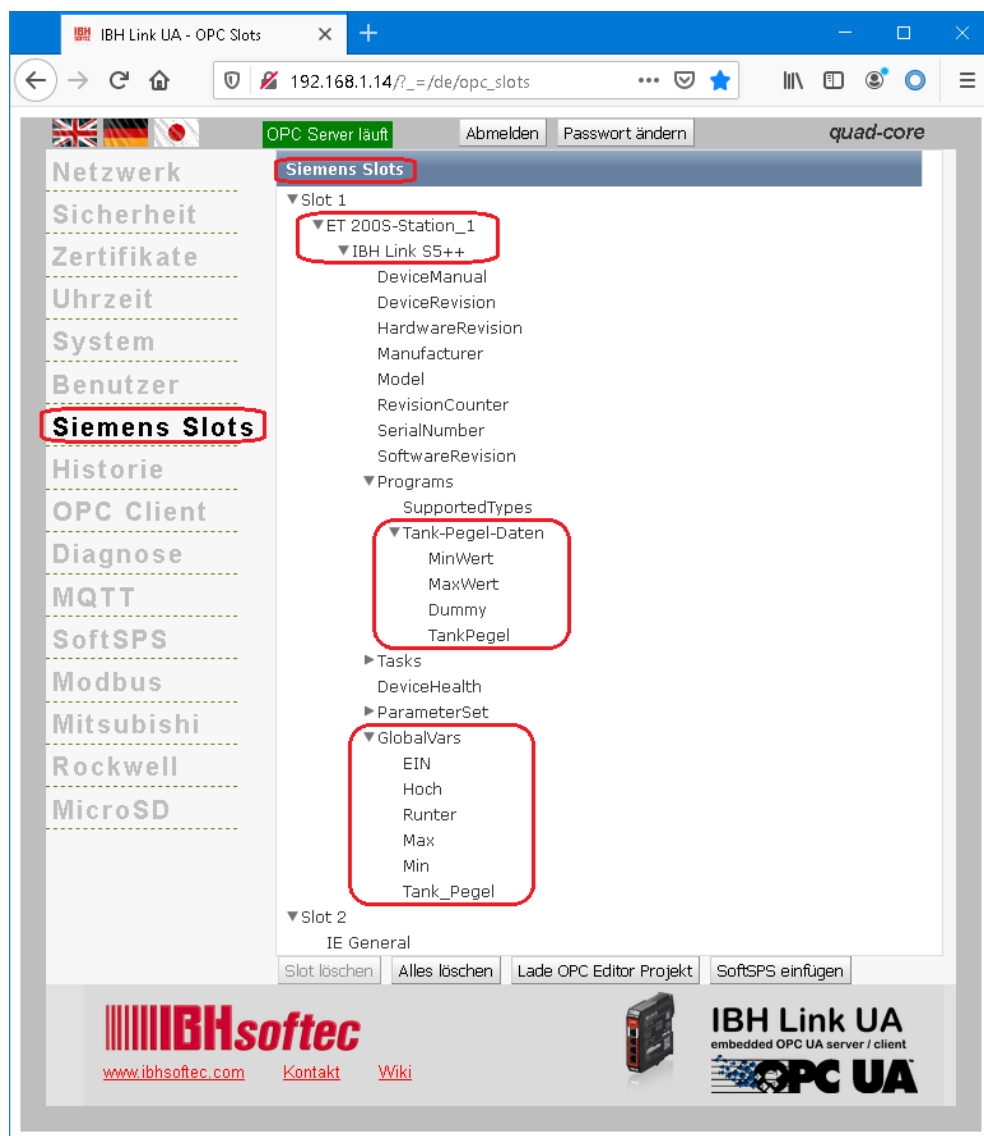 IBH Link UA - OPC Slots
192.168.1.14/?_=/de/opc_slots
OPC Server läuft
Abmelden
Passwort ändern
quad-core
Netzwerk
Sicherheit
Zertifikate
Uhrzeit
System
Benutzer
Siemens Slots
Historie
OPC Client
Diagnose
MQTT
SoftSPS
Modbus
Mitsubishi
Rockwell
MicroSD
Siemens Slots
Slot 1
ET 200S-Station_1
IBH Link S5++
DeviceManual
DeviceRevision
HardwareRevision
Manufacturer
Model
RevisionCounter
SerialNumber
SoftwareRevision
Programs
SupportedTypes
Tank-Pegel-Daten
MinWert
MaxWert
Dummy
TankPegel
Tasks
DeviceHealth
ParameterSet
GlobalVars
EIN
Hoch
Runter
Max
Min
Tank_Pegel
Slot 2
IE General
Slot löschen
Alles löschen
Lade OPC Editor Projekt
SoftSPS einfügen
IBHsoftec
www.ibhsoftec.com
Kontakt
Wiki
IBH Link UA
embedded OPC UA server / client
OPC UA